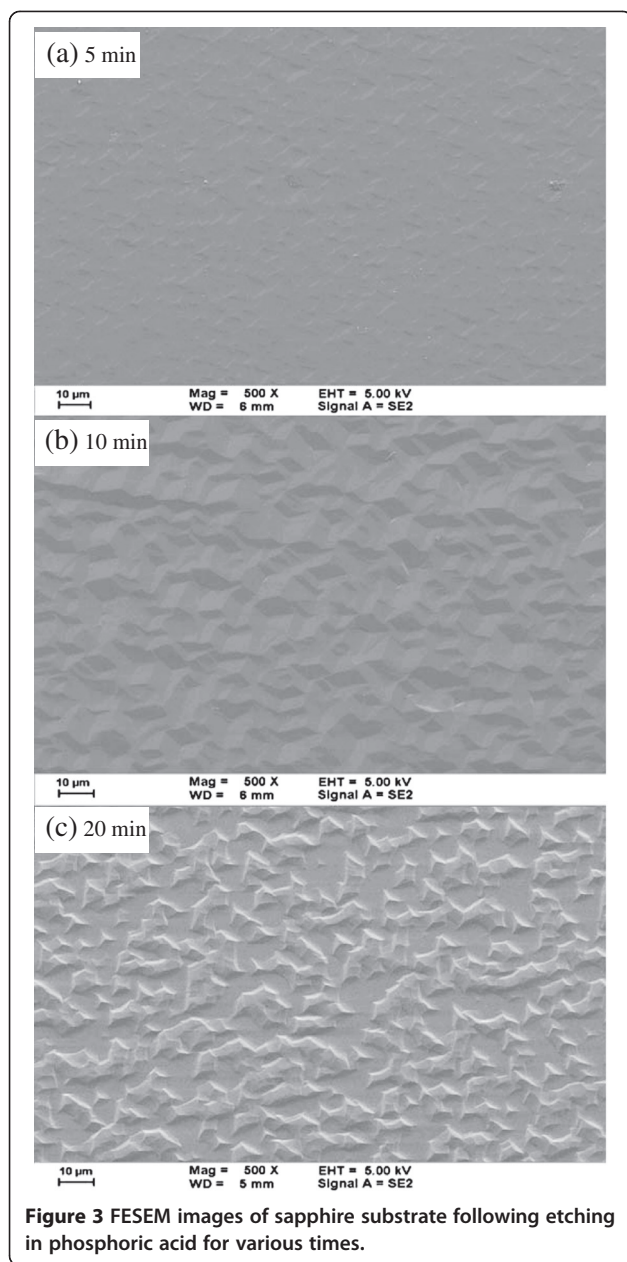 (a) 5 min
10 µm
Mag = 500 X
EHT = 5.00 kV
WD = 6 mm
Signal A = SE2
(b) 10 min
10 µm
Mag = 500 X
EHT = 5.00 kV
WD = 6 mm
Signal A = SE2
(c) 20 min
10 µm
Mag = 500 X
EHT = 5.00 kV
WD = 5 mm
Signal A = SE2
Figure 3 FESEM images of sapphire substrate following etching
in phosphoric acid for various times.